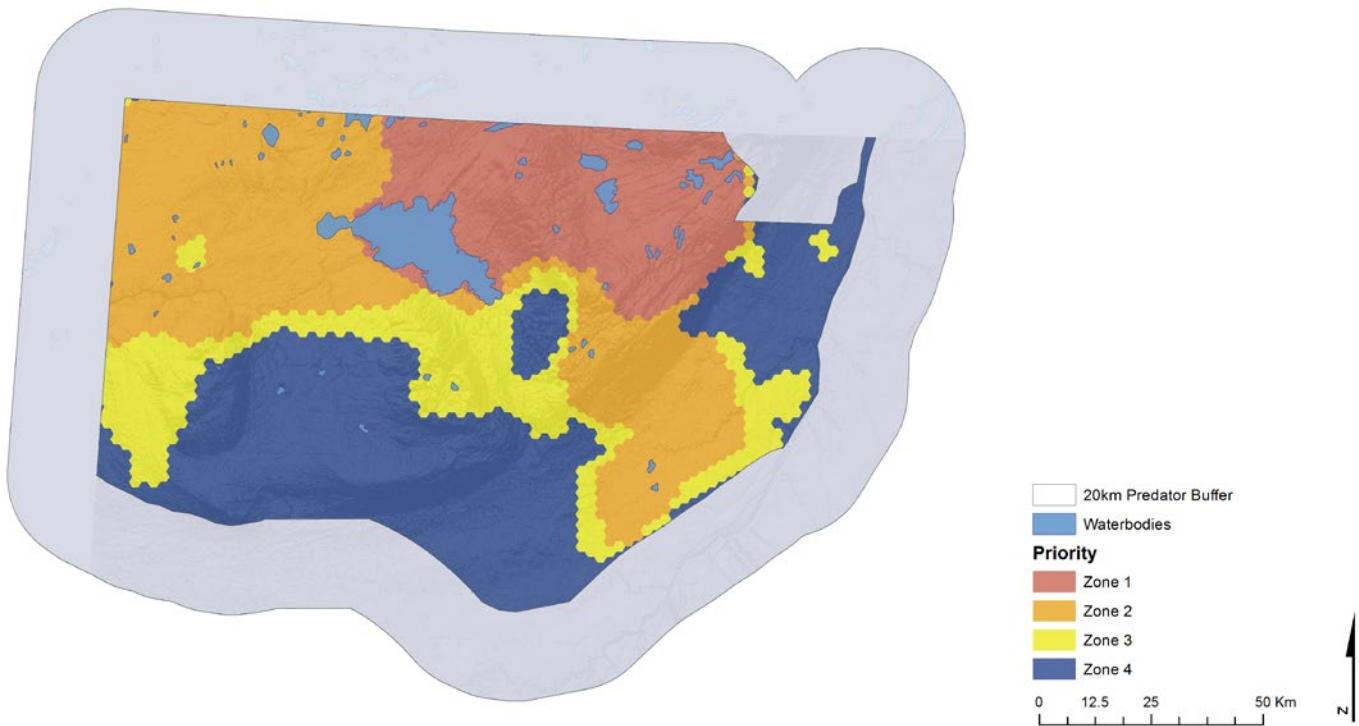 20km Predator Buffer
Waterbodies
Priority
Zone 1
Zone 2
Zone 3
Zone 4
0 12.5 25 50 Km
N